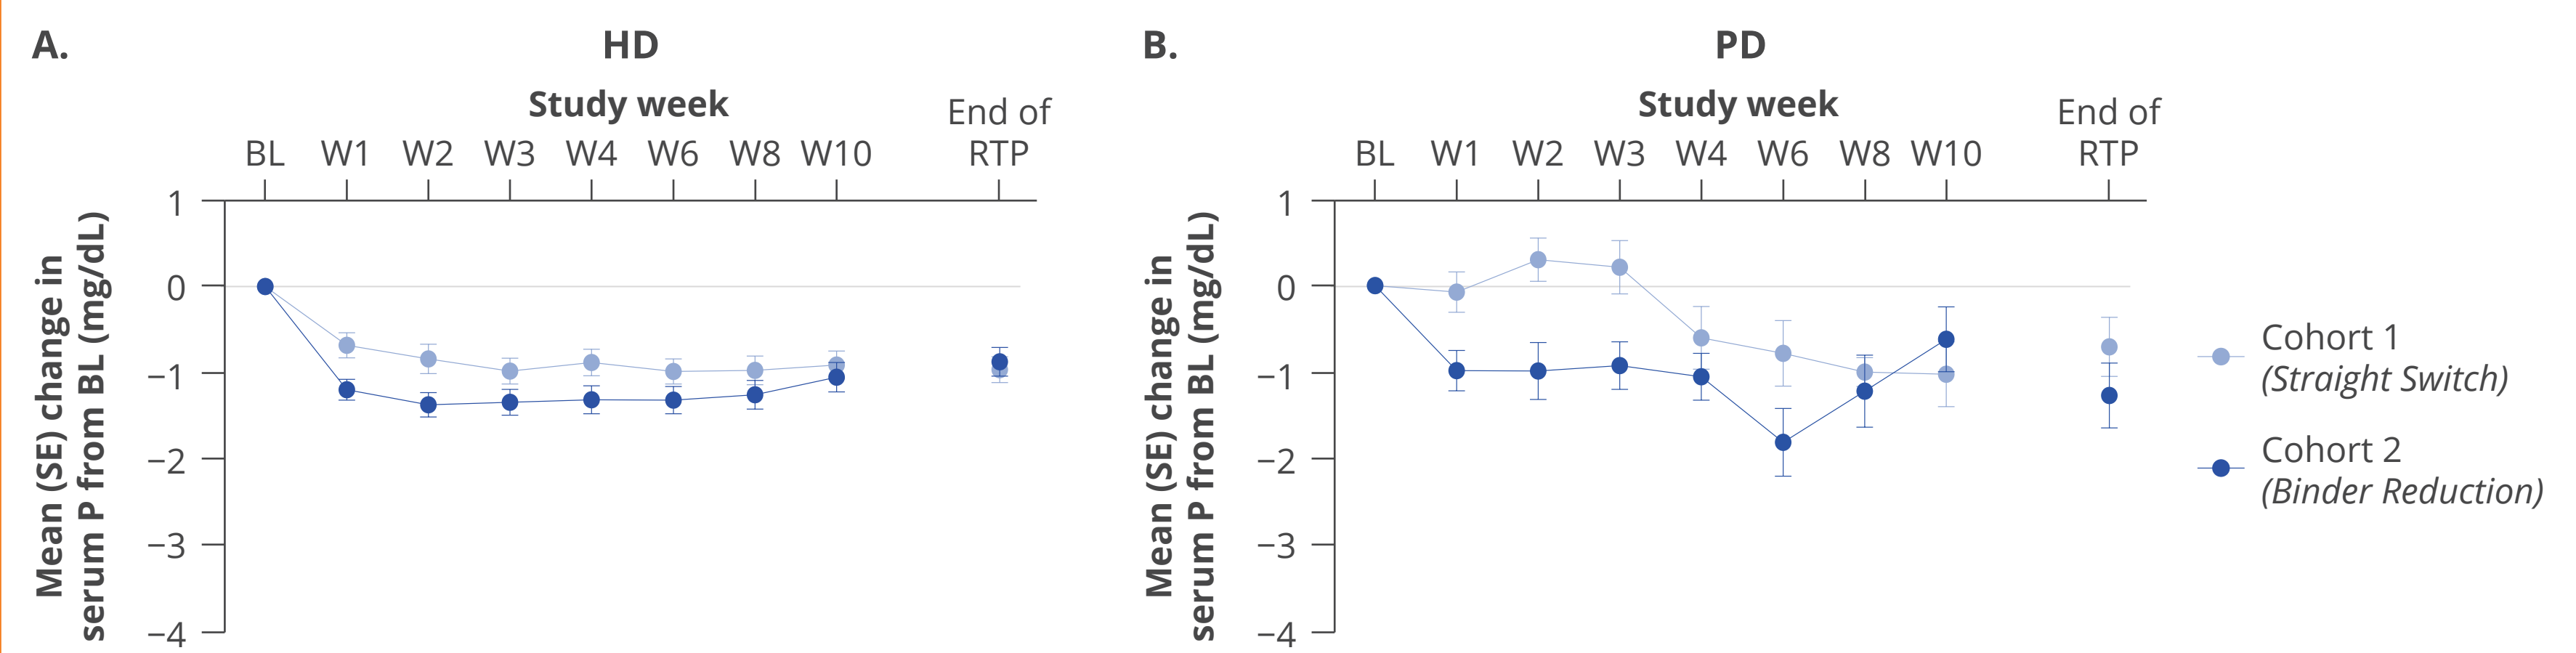 A.
HD
Study week
End of
RTP
BL W1 W2 W3 W4 W6 W8 W10
1
0
−1
−2
−3
−4
Mean (SE) change in
serum P from BL (mg/dL)
B.
PD
Study week
End of
RTP
BL W1 W2 W3 W4 W6 W8 W10
1
0
−1
−2
−3
−4
Mean (SE) change in
serum P from BL (mg/dL)
Cohort 1
(Straight Switch)
Cohort 2
(Binder Reduction)